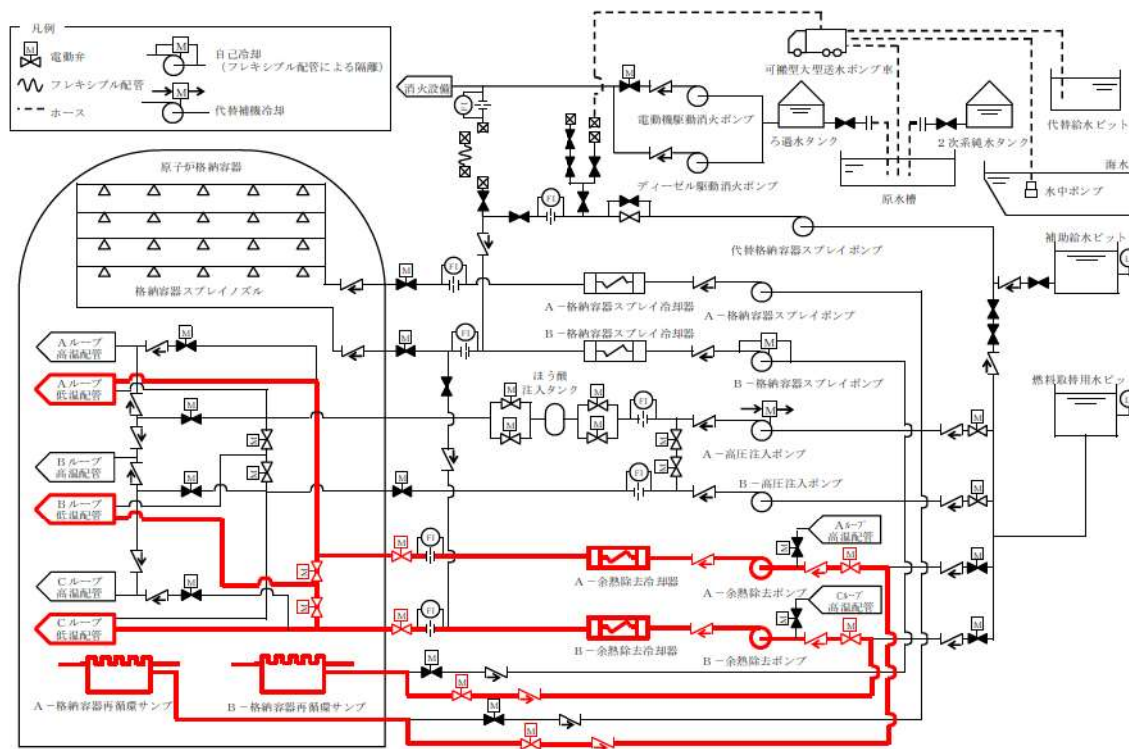 凡例
電動弁
フレキシブル配管
ホース
自己冷却
（フレキシブル配管による隔離）
代替補機冷却
消火設備
電動機駆動消火ポンプ
ディーゼル駆動消火ポンプ
可搬型大型送水ポンプ車
ろ過水タンク
2次系純水タンク
原水槽
代替給水ピット
海水
水中ポンプ
代替格納容器スプレイポンプ
補助給水ピット
燃料取替用水ピット
原子炉格納容器
格納容器スプレイノズル
A－格納容器スプレイ冷却器
A－格納容器スプレイポンプ
B－格納容器スプレイ冷却器
B－格納容器スプレイポンプ
ほう酸
注入タンク
A－高圧注入ポンプ
B－高圧注入ポンプ
Aループ
高温配管
Aループ
低温配管
Bループ
高温配管
Bループ
低温配管
Cループ
高温配管
Cループ
低温配管
Aループ
高温配管
A－余熱除去冷却器
A－余熱除去ポンプ
Cループ
高温配管
B－余熱除去冷却器
B－余熱除去ポンプ
A－格納容器再循環サンプ
B－格納容器再循環サンプ
M
FI